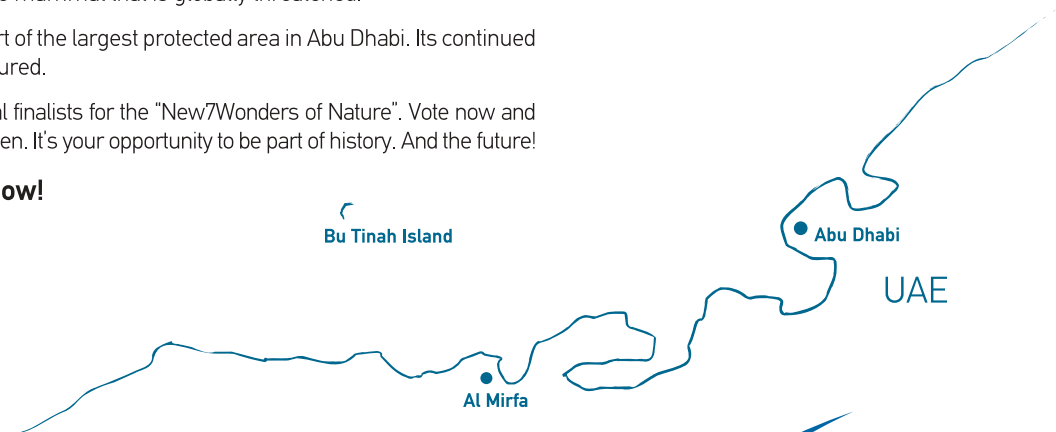 rt of the largest protected area in Abu Dhabi. Its continued
ured.
al finalists for the "New7Wonders of Nature". Vote now and
en. It's your opportunity to be part of history. And the future!
ow!
Bu Tinah Island
Abu Dhabi
UAE
Al Mirfa